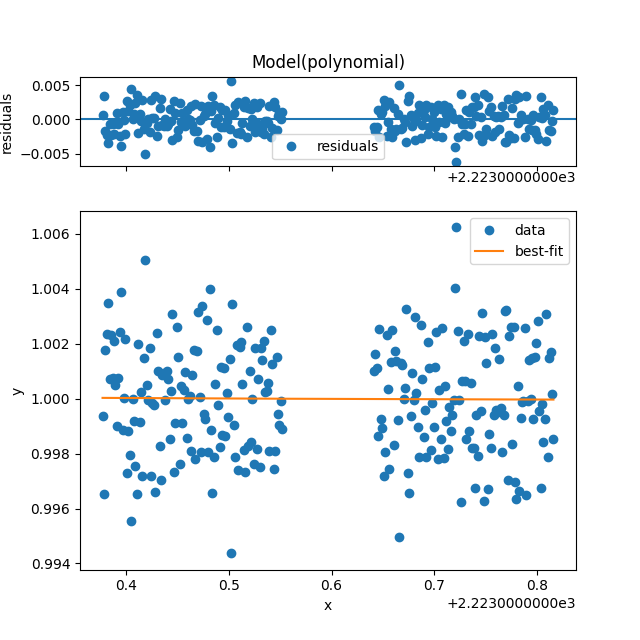 Model(polynomial)
residuals
0.005
0.000
−0.005
residuals
+2.2230000000e3
y
1.006
1.004
1.002
1.000
0.998
0.996
0.994
data
best-fit
0.4 0.5 0.6 0.7 0.8
x
+2.2230000000e3